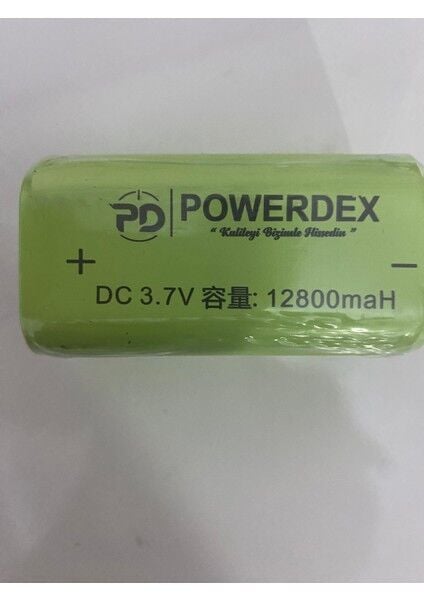 PD POWERDEX
" Kaliteyi Bizimle Hissedin "
+ -
DC 3.7V 容量: 12800maH